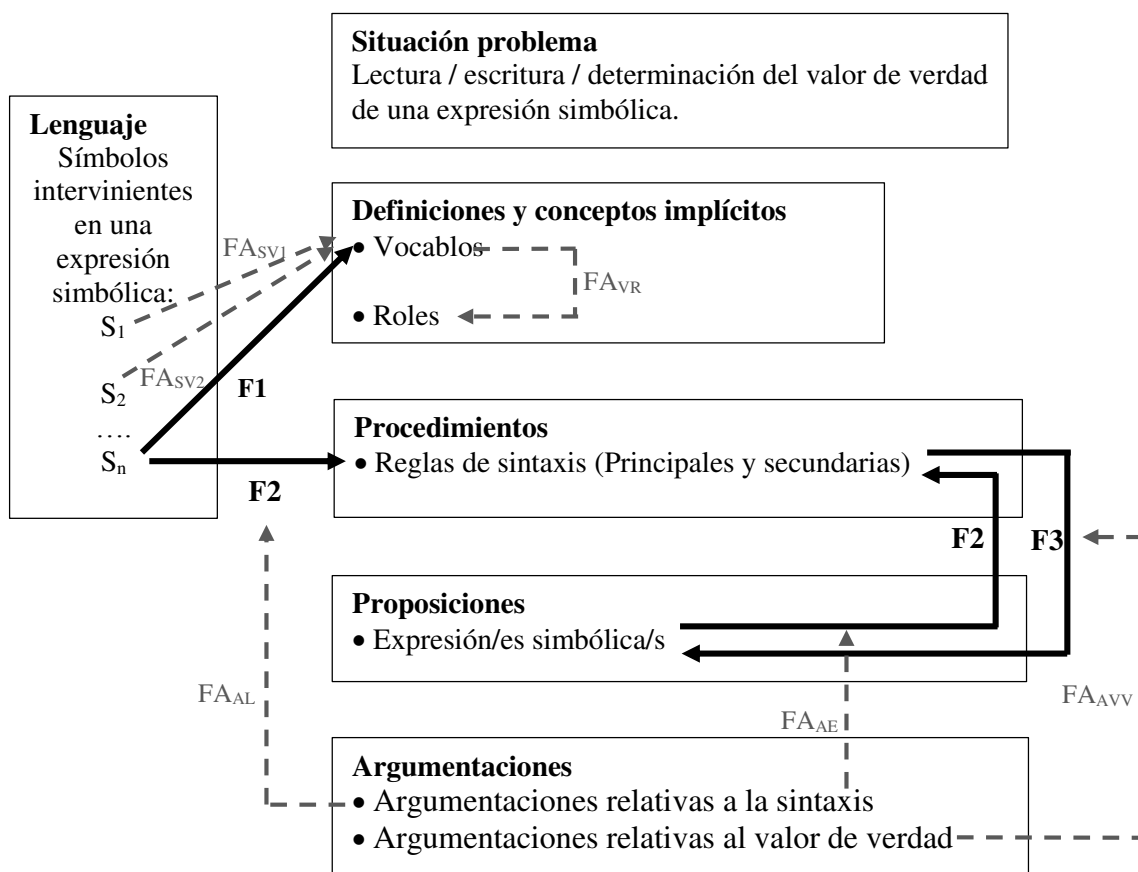 Situación problema
Lectura / escritura / determinación del valor de verdad
de una expresión simbólica.
Lenguaje
Símbolos
intervinientes
en una
expresión
simbólica:
S1
S2
….
Sn
Definiciones y conceptos implícitos
• Vocablos
• Roles
FASV1
FASV2
FAVR
F1
F2
Procedimientos
• Reglas de sintaxis (Principales y secundarias)
F2
F3
Proposiciones
• Expresión/es simbólica/s
FAAL
FAAE
FAAVV
Argumentaciones
• Argumentaciones relativas a la sintaxis
• Argumentaciones relativas al valor de verdad